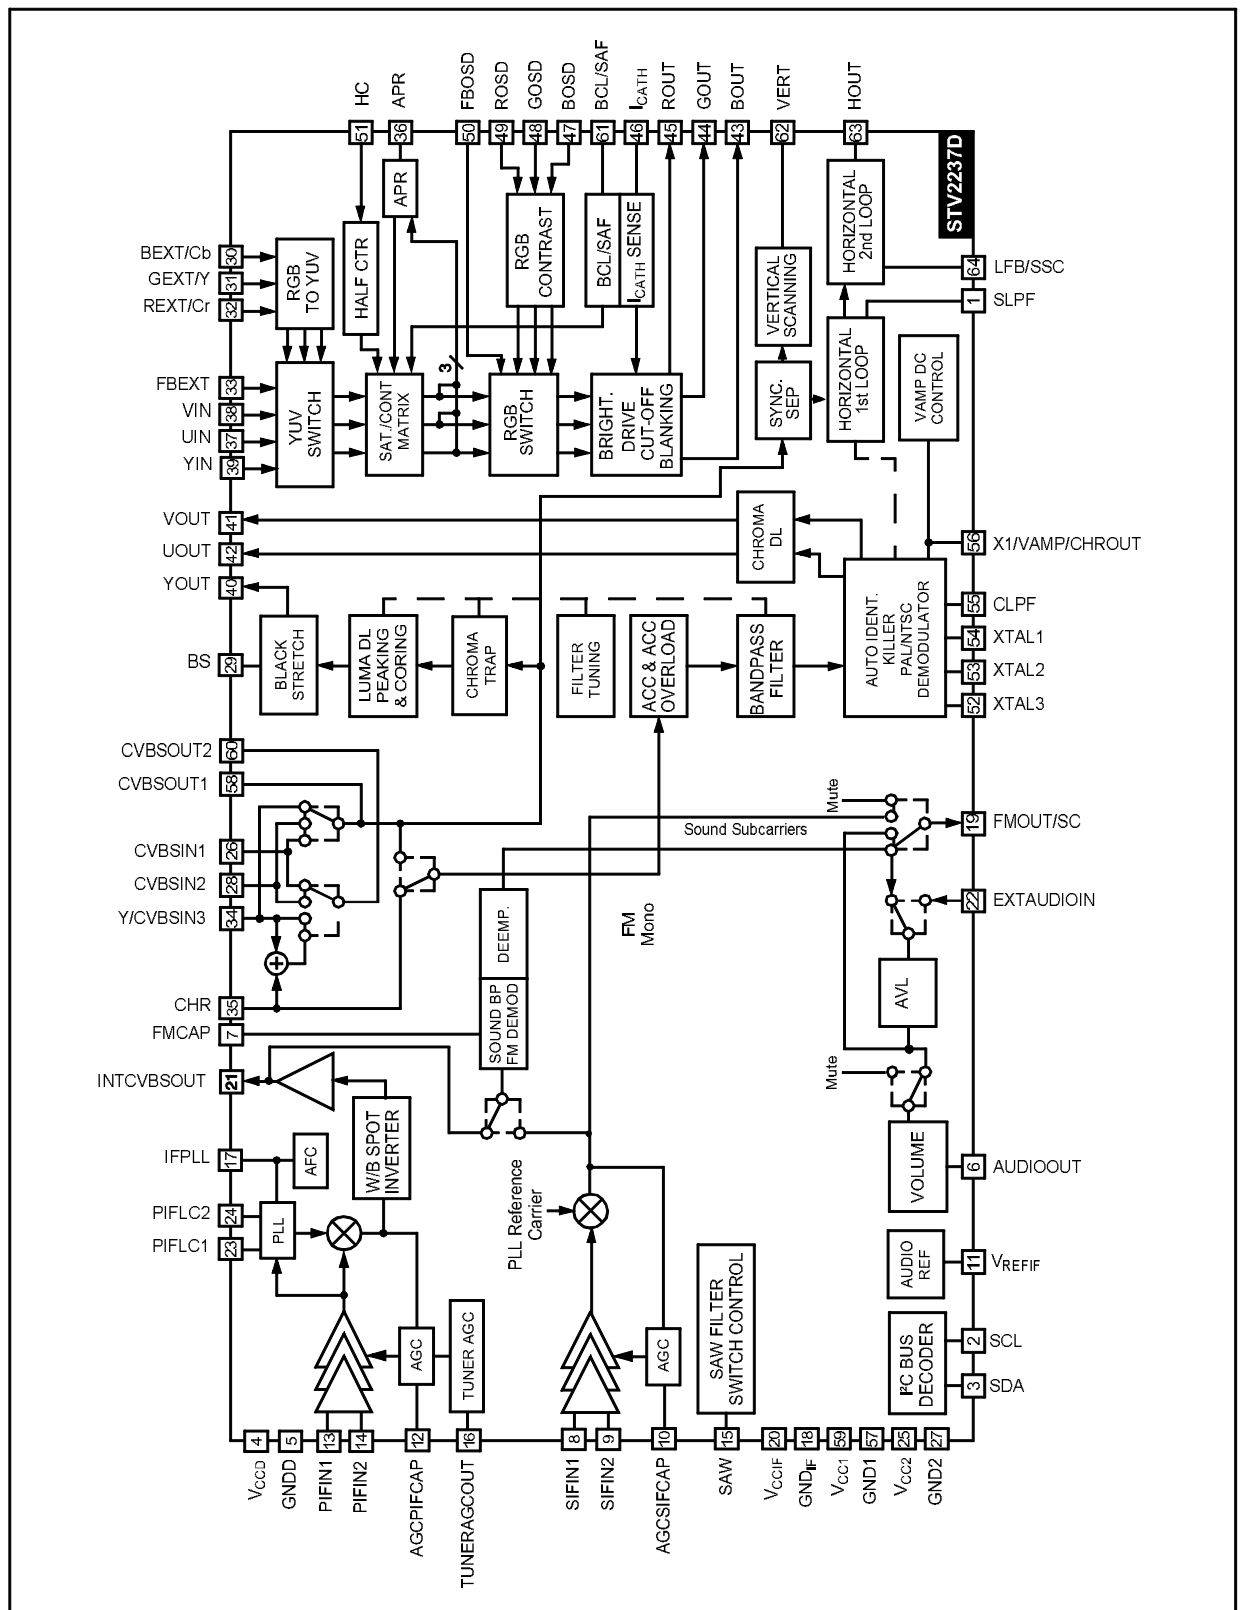 HC
APR
FBOSD
ROSD
GOSD
BOSD
BCL/SAF
ICATH
ROUT
GOUT
BOUT
VERT
HOUT
51
36
50
49
48
47
61
46
45
44
43
62
63
STV2237D
BEXT/Cb
30
GEXT/Y
31
REXT/Cr
32
RGB
TO YUV
HALF CTR
APR
RGB
CONTRAST
BCL/SAF
ICATH SENSE
VERTICAL
SCANNING
HORIZONTAL
2nd LOOP
64
LFB/SSC
1
SLPF
FBEXT
33
VIN
38
UIN
37
YIN
39
YUV
SWITCH
SAT./CONT
MATRIX
3
RGB
SWITCH
BRIGHT.
DRIVE
CUT-OFF
BLANKING
SYNC.
SEP
HORIZONTAL
1st LOOP
VAMP DC
CONTROL
VOUT
41
UOUT
42
YOUT
40
CHROMA
DL
56
X1/VAMP/CHROUT
BS
29
BLACK
STRETCH
LUMA DL
PEAKING
& CORING
CHROMA
TRAP
FILTER
TUNING
ACC & ACC
OVERLOAD
BANDPASS
FILTER
AUTO IDENT.
KILLER
PAL/NTSC
DEMODULATOR
55
CLPF
54
XTAL1
53
XTAL2
52
XTAL3
CVBSOUT2
60
CVBSOUT1
58
CVBSIN1
26
CVBSIN2
28
Y/CVBSIN3
34
CHR
35
FMCAP
7
Mute
Sound Subcarriers
19
FMOUT/SC
22
EXTAUDIOIN
DEEMP.
SOUND BP
FM DEMOD
FM
Mono
AVL
Mute
INTCVBSOUT
21
IFPLL
17
AFC
W/B SPOT
INVERTER
VOLUME
6
AUDIOOUT
PIFLC2
24
PIFLC1
23
PLL
PLL Reference
Carrier
AUDIO
REF
11
VREFIF
AGC
TUNER AGC
AGC
SAW FILTER
SWITCH CONTROL
I²C BUS
DECODER
2
SCL
3
SDA
4
5
13
14
12
16
8
9
10
15
20
18
59
57
25
27
VCCD
GNDD
PIFIN1
PIFIN2
AGCPIFCAP
TUNERAGCOUT
SIFIN1
SIFIN2
AGCSIFCAP
SAW
VCCIF
GNDIF
VCC1
GND1
VCC2
GND2